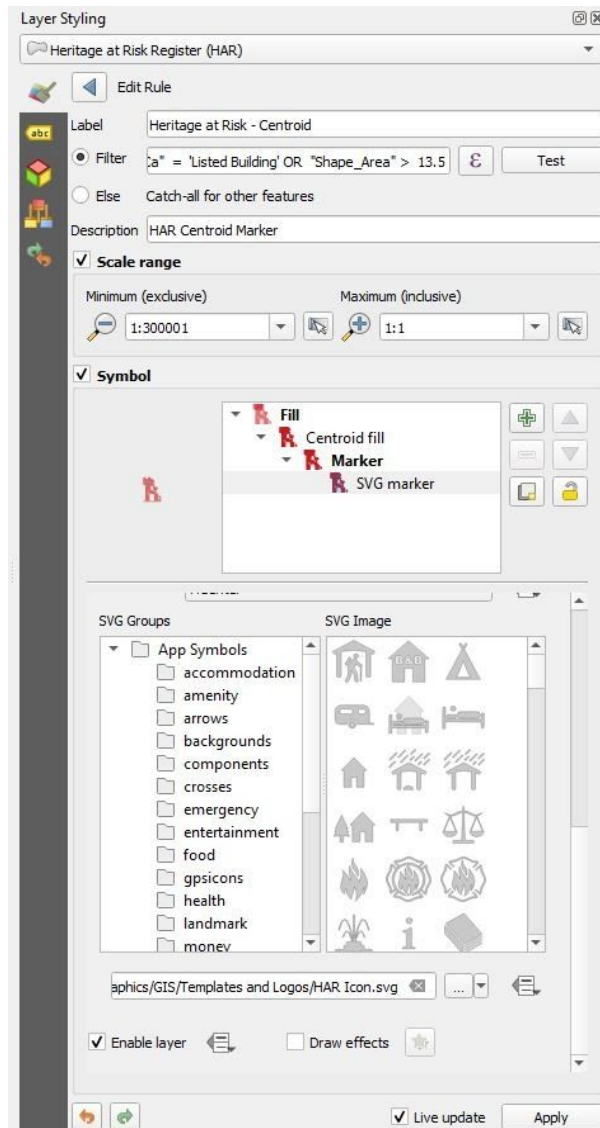 Layer Styling
Heritage at Risk Register (HAR)
Edit Rule
abc
Label Heritage at Risk - Centroid
Filter Ca" = 'Listed Building' OR "Shape_Area" > 13.5 ε Test
Else Catch-all for other features
Description HAR Centroid Marker
Scale range
Minimum (exclusive) Maximum (inclusive)
1:300001 1:1
Symbol
Fill
Centroid fill
Marker
SVG marker
SVG Groups SVG Image
App Symbols
accommodation
amenity
arrows
backgrounds
components
crosses
emergency
entertainment
food
gpsicons
health
landmark
money
B&B
i
aphics/GIS/Templates and Logos/HAR Icon.svg ...
Enable layer Draw effects
Live update Apply